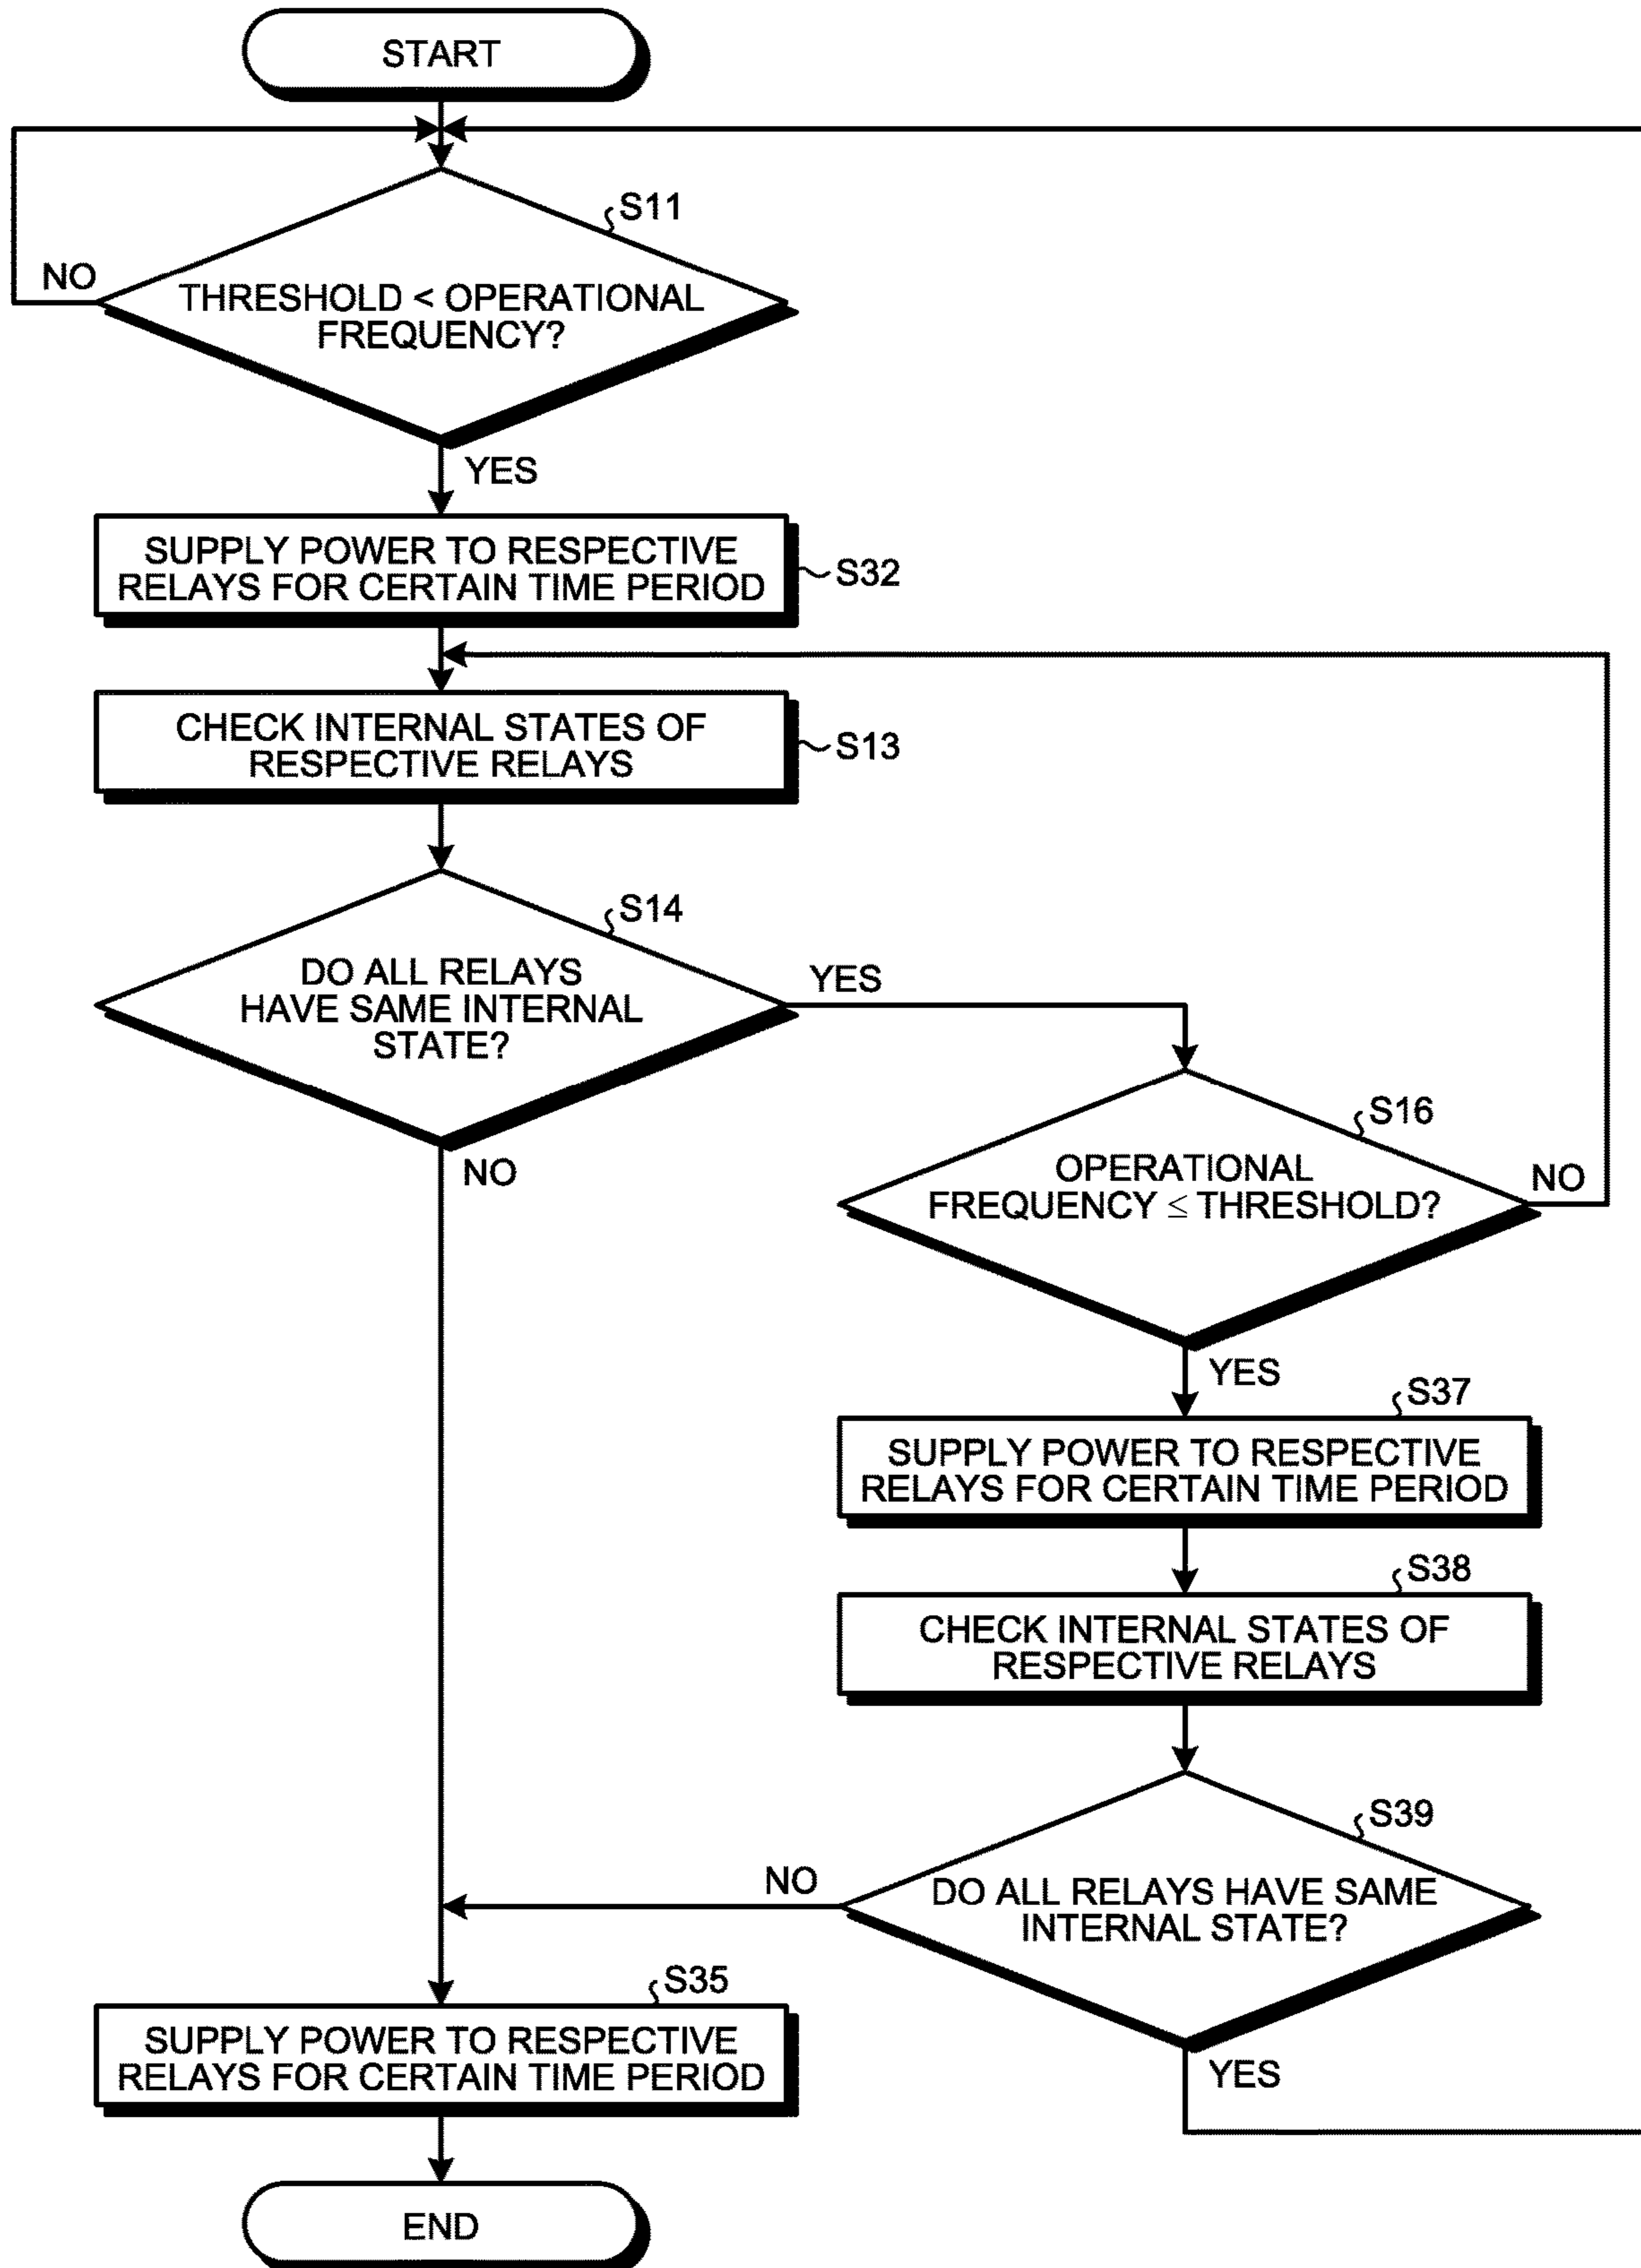 START
S11
NO
THRESHOLD < OPERATIONAL
FREQUENCY?
YES
SUPPLY POWER TO RESPECTIVE
RELAYS FOR CERTAIN TIME PERIOD
S32
CHECK INTERNAL STATES OF
RESPECTIVE RELAYS
S13
S14
DO ALL RELAYS
HAVE SAME INTERNAL
STATE?
YES
NO
S16
OPERATIONAL
FREQUENCY ≤ THRESHOLD?
NO
YES
S37
SUPPLY POWER TO RESPECTIVE
RELAYS FOR CERTAIN TIME PERIOD
S38
CHECK INTERNAL STATES OF
RESPECTIVE RELAYS
S39
NO
DO ALL RELAYS HAVE SAME
INTERNAL STATE?
YES
S35
SUPPLY POWER TO RESPECTIVE
RELAYS FOR CERTAIN TIME PERIOD
END